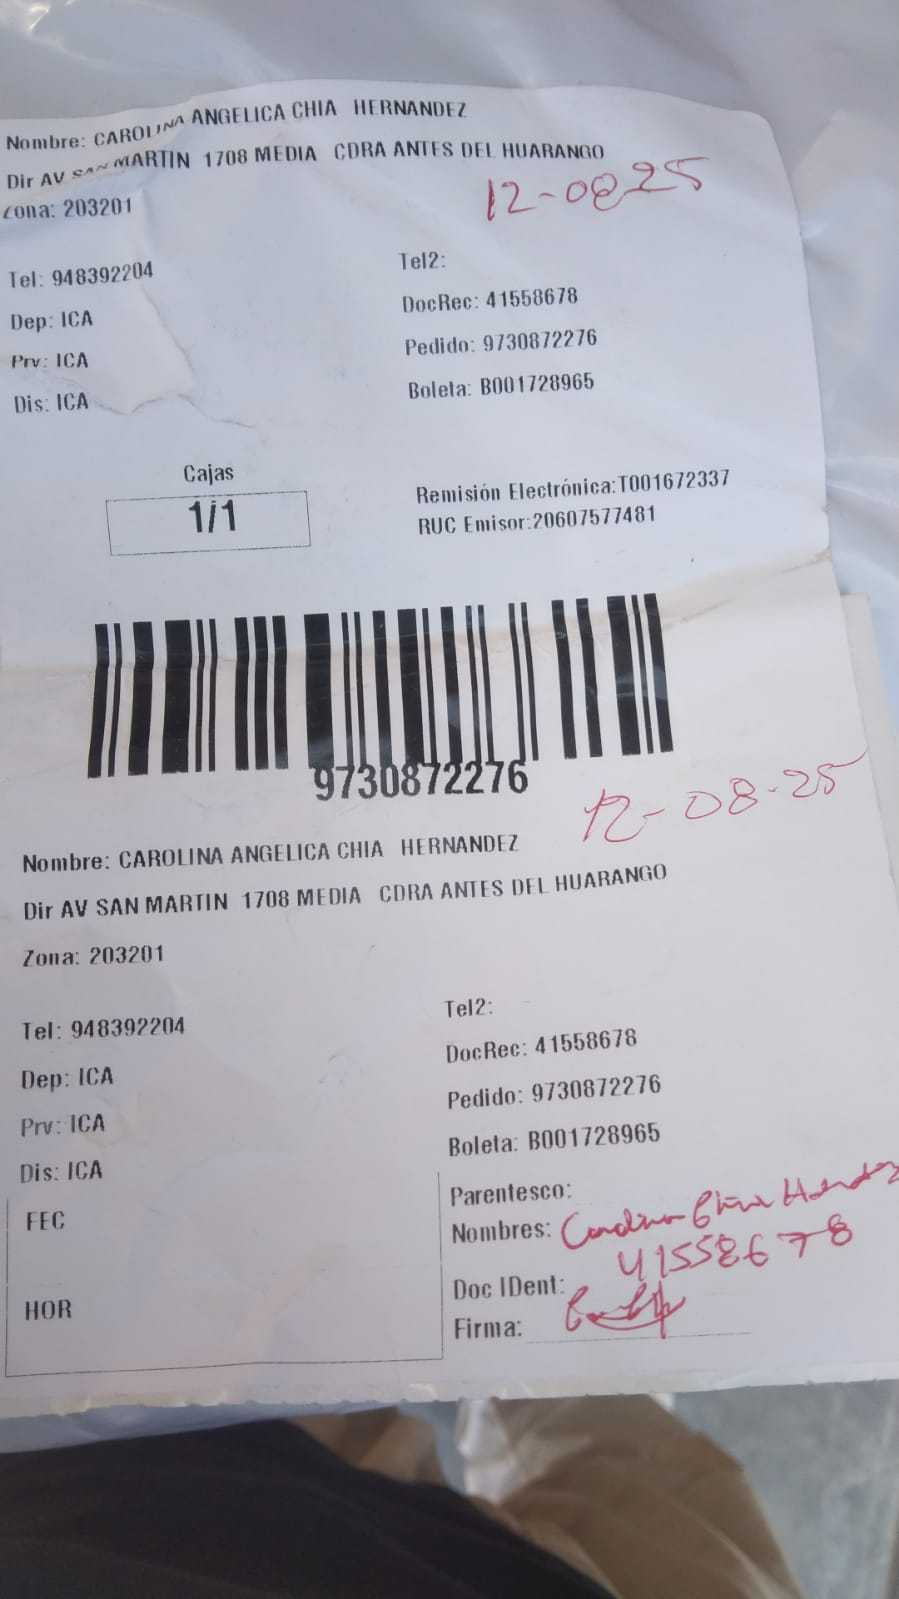 Nombre: CAROLINA ANGELICA CHIA HERNANDEZ
Dir AV SAN MARTIN 1708 MEDIA CDRA ANTES DEL HUARANGO
Zona: 203201
12-08 25
Tel: 948392204
Tel2:
Dep: ICA
DocRec: 41558678
Prv: ICA
Pedido: 9730872276
Dis: ICA
Boleta: B001728965
Cajas
1/1
Remisión Electrónica:T001672337
RUC Emisor:20607577481
9730872276
12-08-25
Nombre: CAROLINA ANGELICA CHIA HERNANDEZ
Dir AV SAN MARTIN 1708 MEDIA CDRA ANTES DEL HUARANGO
Zona: 203201
Tel: 948392204
Tel2:
Dep: ICA
DocRec: 41558678
Prv: ICA
Pedido: 9730872276
Dis: ICA
Boleta: B001728965
FEC
HOR
Parentesco:
Nombres: Carolina Chia Hernandez
Doc IDent: 41558678
Firma: